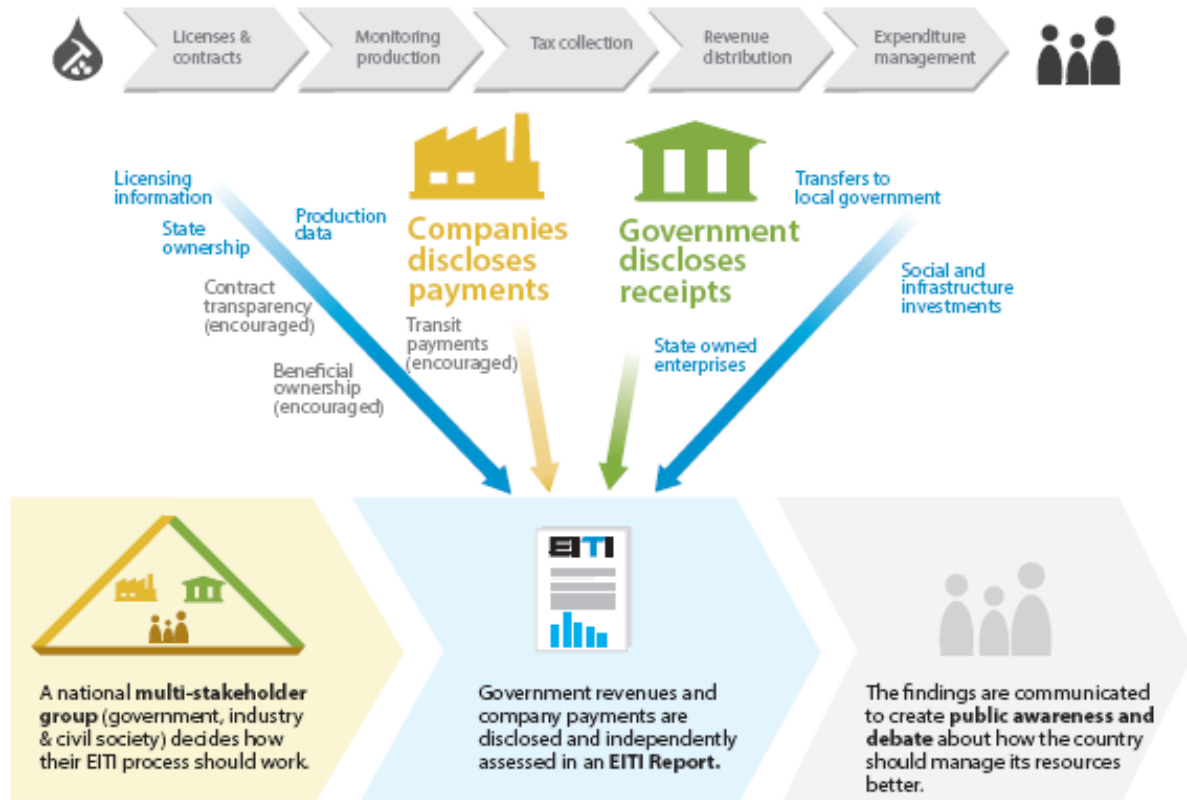 Licenses &
contracts
Monitoring
production
Tax collection
Revenue
distribution
Expenditure
management
Licensing
information
State
ownership
Production
data
Contract
transparency
(encouraged)
Beneficial
ownership
(encouraged)
Companies
discloses
payments
Transit
payments
(encouraged)
Government
discloses
receipts
State owned
enterprises
Transfers to
local government
Social and
infrastructure
investments
EITI
A national multi-stakeholder
group (government, industry
& civil society) decides how
their EITI process should work.
Government revenues and
company payments are
disclosed and independently
assessed in an EITI Report.
The findings are communicated
to create public awareness and
debate about how the country
should manage its resources
better.